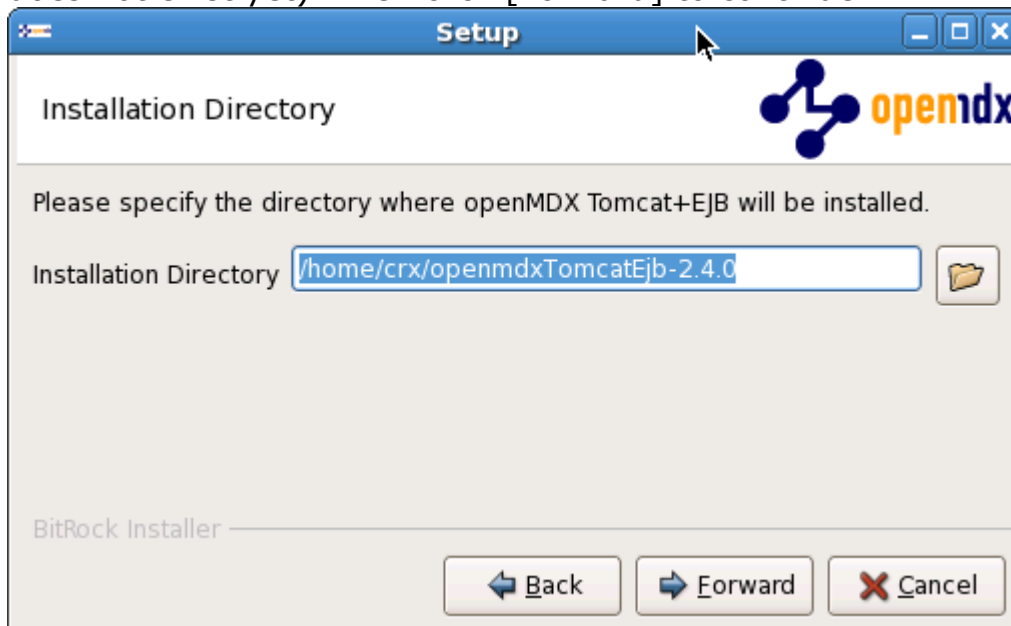 Setup
Installation Directory
openmdx
Please specify the directory where openMDX Tomcat+EJB will be installed.
Installation Directory /home/crx/openmdxTomcatEjb-2.4.0
BitRock Installer
Back Forward Cancel